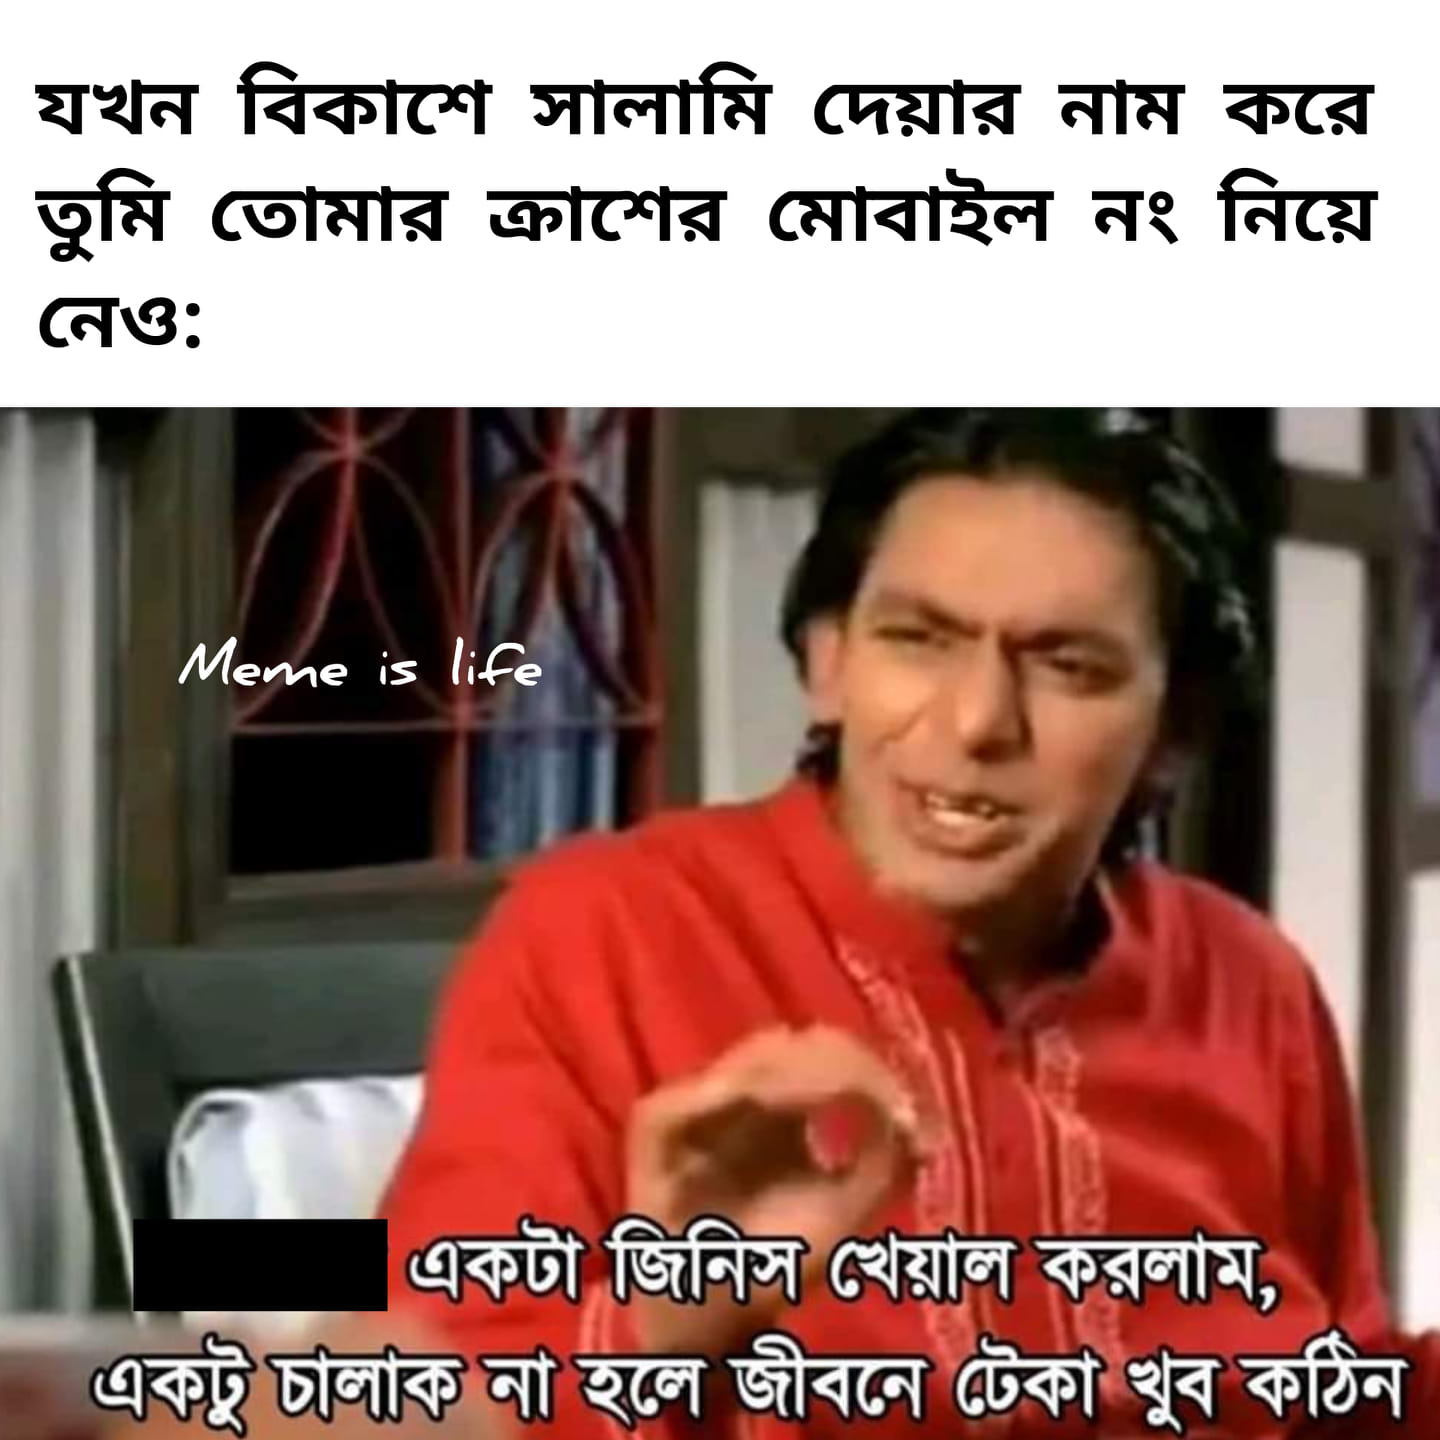 যখন বিকাশে সালামি দেয়ার নাম করে
তুমি তোমার ক্রাশের মোবাইল নং নিয়ে
নেও:
Meme is life
একটা জিনিস খেয়াল করলাম,
একটু চালাক না হলে জীবনে টেকা খুব কঠিন